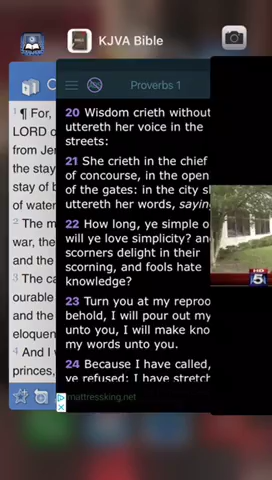 KJVA Bible
Proverbs 1
1 ¶ For,
LORD o
from Jer
the stay
stay of b
of water
2 The m
war, the
and the
3 The ca
ourable
and the
eloquen
4 And I w
princes,
20 Wisdom crieth without
uttereth her voice in the
streets:
21 She crieth in the chief
of concourse, in the open
of the gates: in the city sh
uttereth her words, saying
22 How long, ye simple o
will ye love simplicity? and
scorners delight in their
scorning, and fools hate
knowledge?
23 Turn you at my reproo
behold, I will pour out my
unto you, I will make kno
my words unto you.
24 Because I have called,
ye refused; I have stretch
mattressking.net
HD
FOX 5